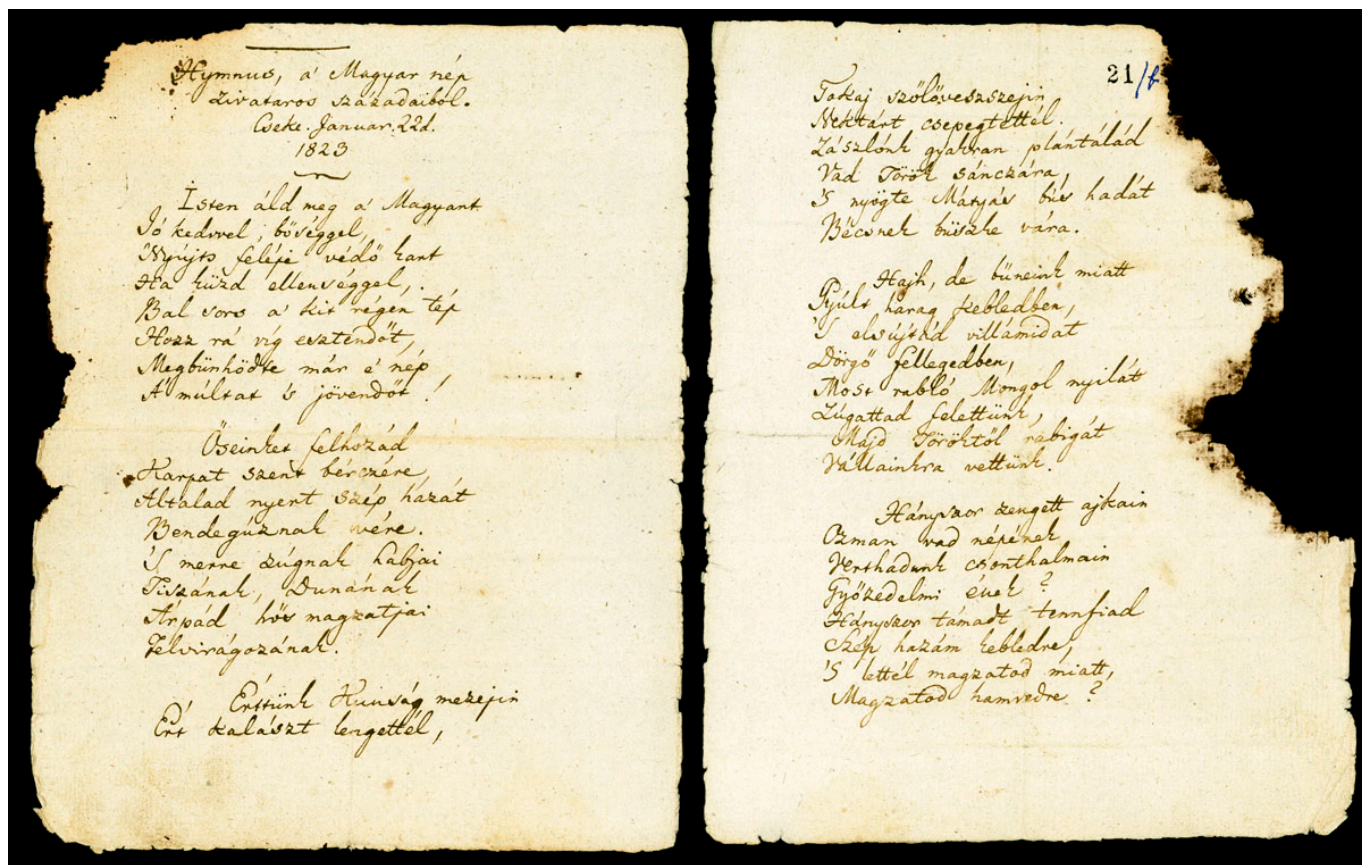 Hymnus, a' Magyar nép
zivataros századaiból.
Cseke. Januar. 22d.
1823
Isten áld meg a' Magyart
Jó kedvvel, bőséggel,
Nyújts feléje védő kart
Ha küzd ellenséggel,
Bal sors a' kit régen tép
Hozz rá víg esztendőt,
Megbűnhődte már e' nép
A' múltat 's jövendőt!
Őseinket felhozád
Kárpát szent bérczére
Általad nyert szép hazát
Bendegúznak vére.
'S merre zúgnak habjai
Tiszának, Dunának
Árpád hős magzatjai
Felvirágozának.
Értünk Kunság mezejin
Ért kalászt lengettél,
21/b
Tokaj szőlőveszszejin
Nektárt csepegtettél.
Zászlónk gyakran plántálád
Vad Török sánczára,
'S nyögte Mátyás bús hadát
Bécsnek büszke vára.
Hajh, de bűneink miatt
Gyúlt harag kebledben,
'S elsújtád villámidat
Dörgő fellegedben,
Most rabló Mongol nyilát
Zúgattad felettünk,
Majd Töröktől rabigát
Vállainkra vettünk.
Hányszor zengett ajkain
Ozman vad népének
Vert hadunk csonthalmain
Győzedelmi ének?
Hányszor támadt tennfiad
Szép hazám kebledre,
'S lettél magzatod miatt,
Magzatod hamvedre?